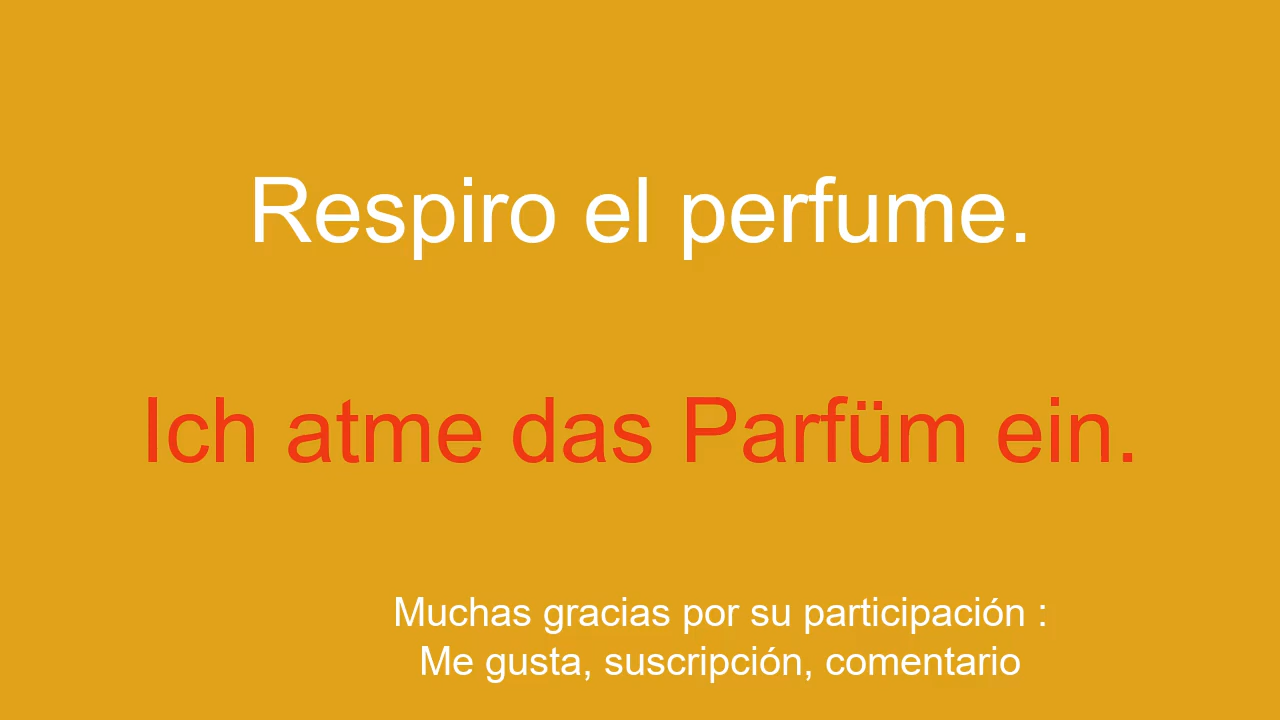 Respiro el perfume.
Ich atme das Parfüm ein.
Muchas gracias por su participación :
Me gusta, suscripción, comentario